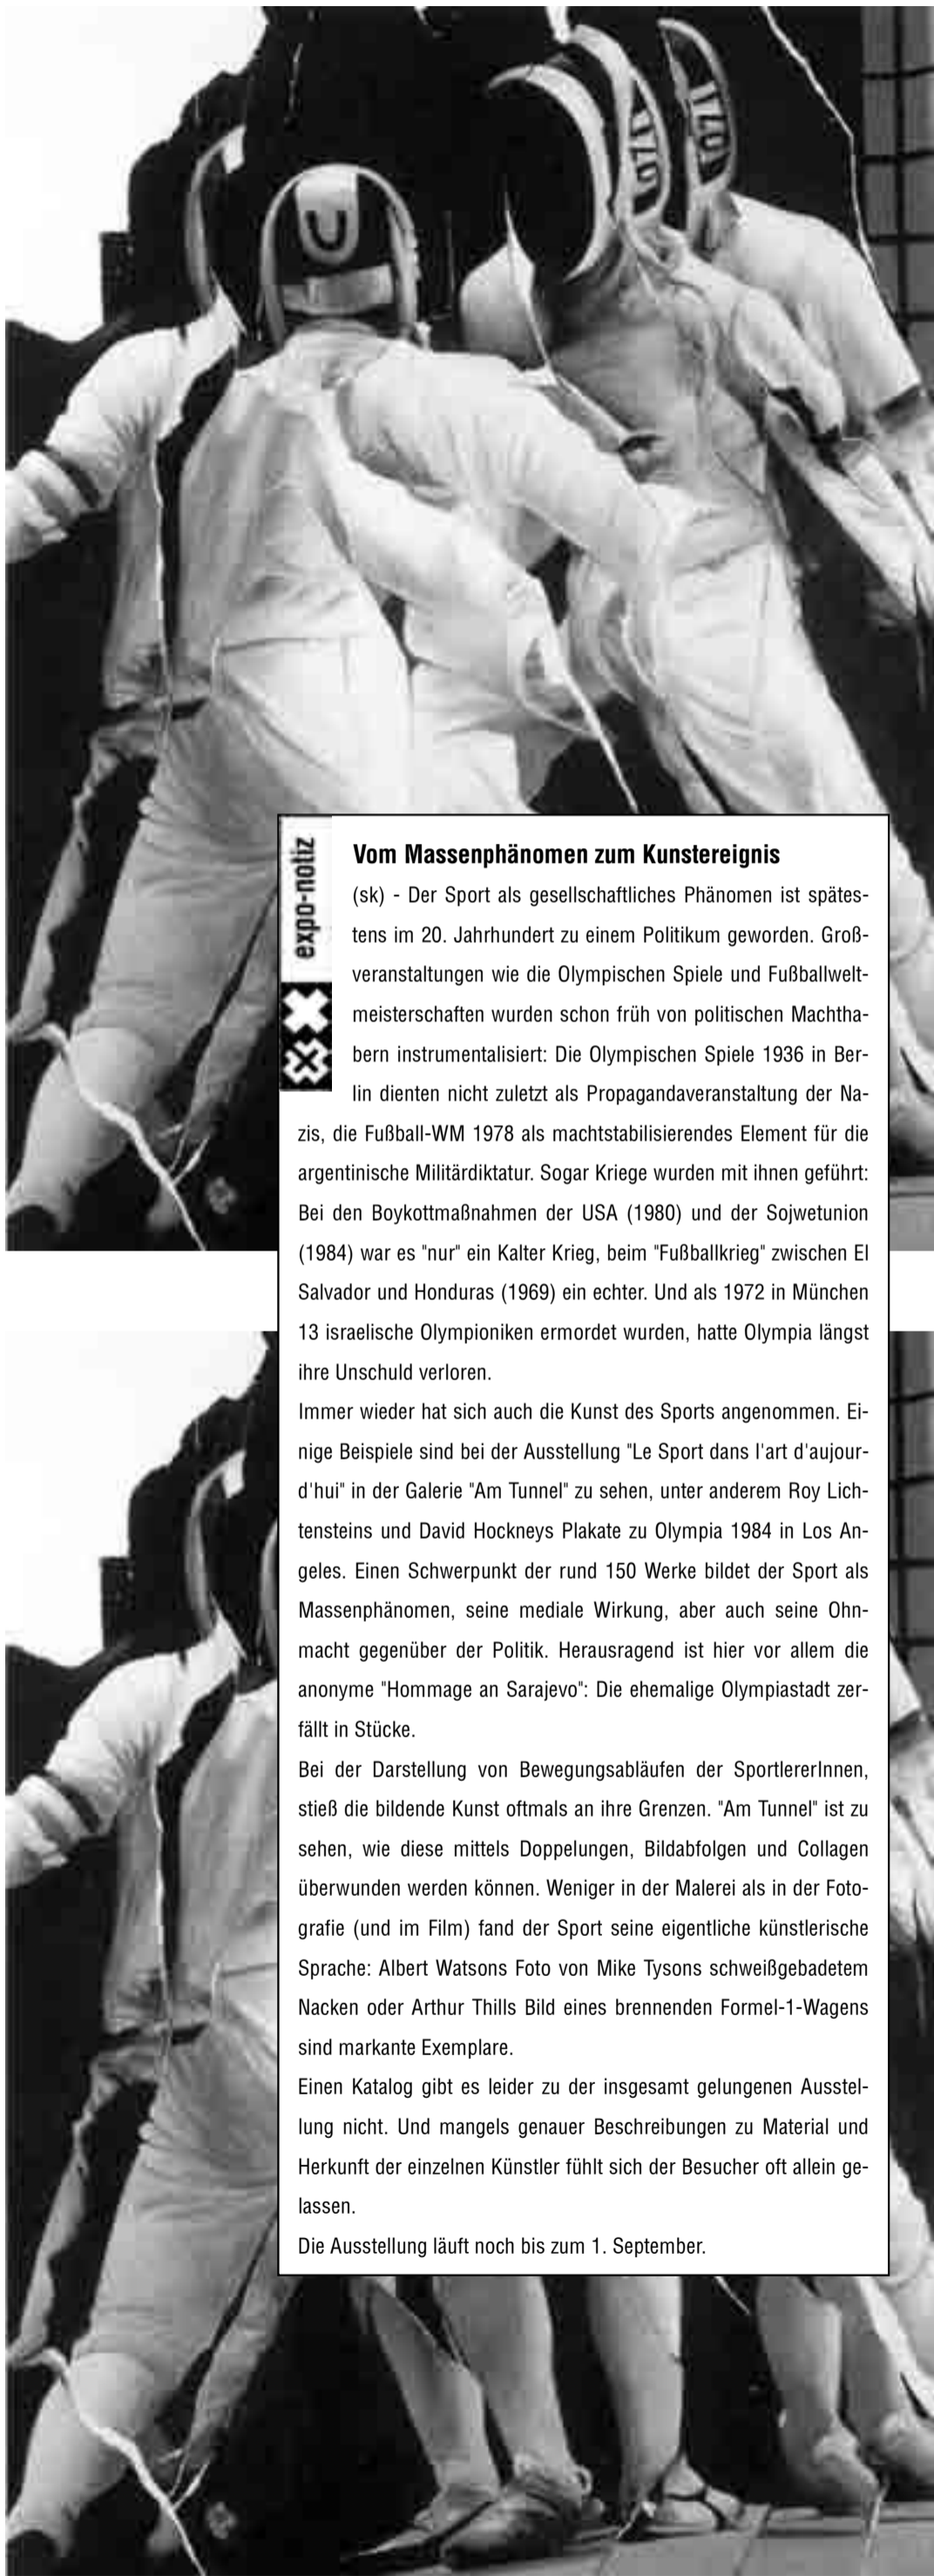 expo-notiz
Vom Massenphänomen zum Kunstereignis
(sk) - Der Sport als gesellschaftliches Phänomen ist spätes-
tens im 20. Jahrhundert zu einem Politikum geworden. Groß-
veranstaltungen wie die Olympischen Spiele und Fußballwelt-
meisterschaften wurden schon früh von politischen Machtha-
bern instrumentalisiert: Die Olympischen Spiele 1936 in Ber-
lin dienten nicht zuletzt als Propagandaveranstaltung der Na-
zis, die Fußball-WM 1978 als machtstabilisierendes Element für die
argentinische Militärdiktatur. Sogar Kriege wurden mit ihnen geführt:
Bei den Boykottmaßnahmen der USA (1980) und der Sojwetunion
(1984) war es "nur" ein Kalter Krieg, beim "Fußballkrieg" zwischen El
Salvador und Honduras (1969) ein echter. Und als 1972 in München
13 israelische Olympioniken ermordet wurden, hatte Olympia längst
ihre Unschuld verloren.
Immer wieder hat sich auch die Kunst des Sports angenommen. Ei-
nige Beispiele sind bei der Ausstellung "Le Sport dans l'art d'aujour-
d'hui" in der Galerie "Am Tunnel" zu sehen, unter anderem Roy Lich-
tensteins und David Hockneys Plakate zu Olympia 1984 in Los An-
geles. Einen Schwerpunkt der rund 150 Werke bildet der Sport als
Massenphänomen, seine mediale Wirkung, aber auch seine Ohn-
macht gegenüber der Politik. Herausragend ist hier vor allem die
anonyme "Hommage an Sarajevo": Die ehemalige Olympiastadt zer-
fällt in Stücke.
Bei der Darstellung von Bewegungsabläufen der SportlererInnen,
stieß die bildende Kunst oftmals an ihre Grenzen. "Am Tunnel" ist zu
sehen, wie diese mittels Doppelungen, Bildabfolgen und Collagen
überwunden werden können. Weniger in der Malerei als in der Foto-
grafie (und im Film) fand der Sport seine eigentliche künstlerische
Sprache: Albert Watsons Foto von Mike Tysons schweißgebadetem
Nacken oder Arthur Thills Bild eines brennenden Formel-1-Wagens
sind markante Exemplare.
Einen Katalog gibt es leider zu der insgesamt gelungenen Ausstel-
lung nicht. Und mangels genauer Beschreibungen zu Material und
Herkunft der einzelnen Künstler fühlt sich der Besucher oft allein ge-
lassen.
Die Ausstellung läuft noch bis zum 1. September.